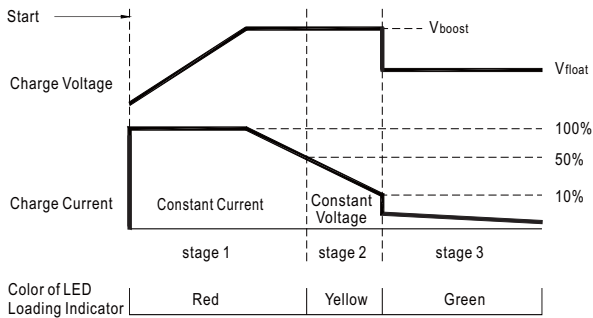 Start
Vboost
Vfloat
Charge Voltage
100%
50%
10%
Charge Current
Constant Current
Constant
Voltage
stage 1
stage 2
stage 3
Color of LED
Loading Indicator
Red
Yellow
Green